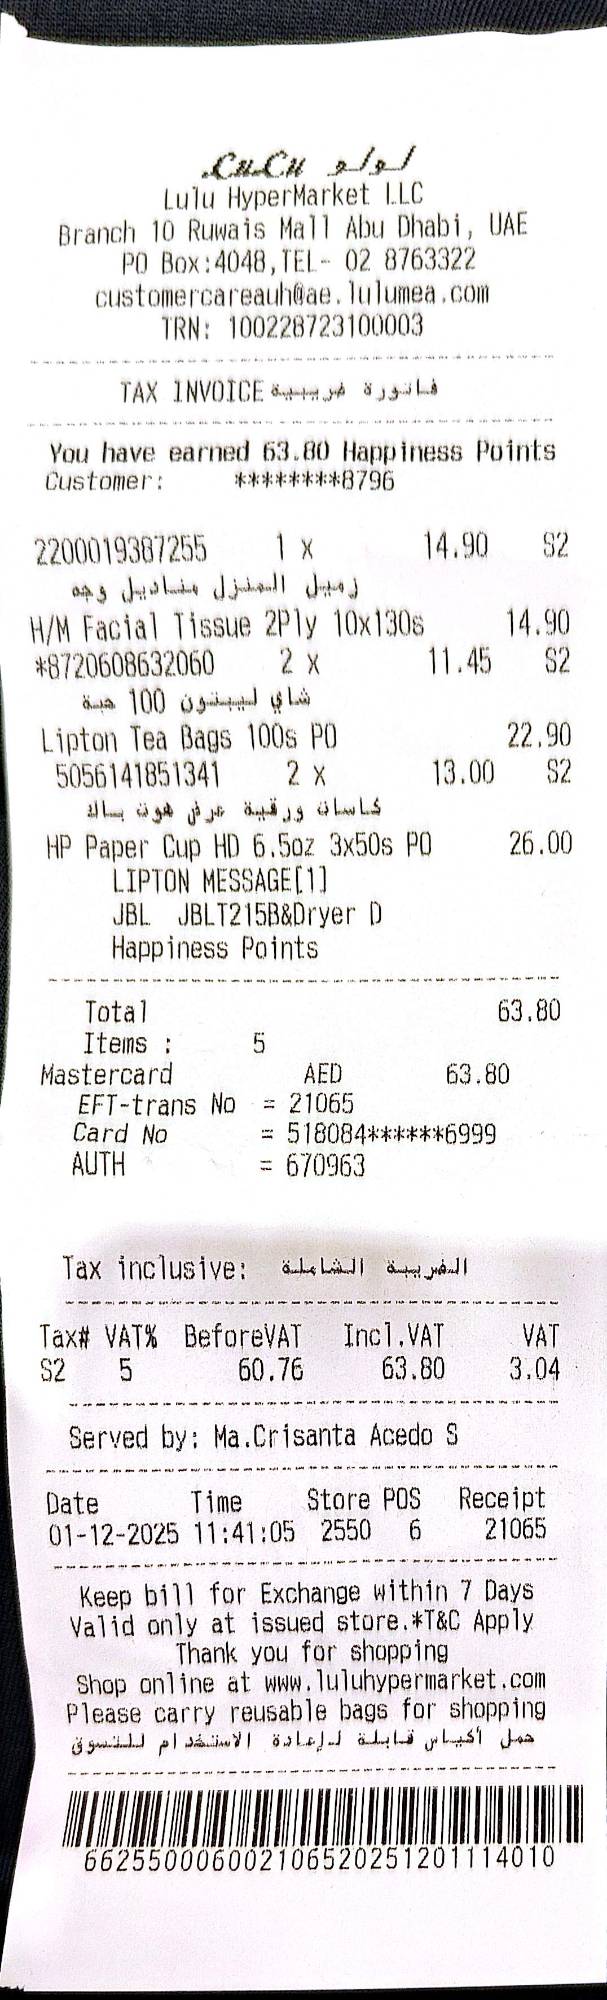 LuLu لولو
Lulu HyperMarket LLC
Branch 10 Ruwais Mall Abu Dhabi, UAE
PO Box:4048,TEL- 02 8763322
customercareauh@ae.lulumea.com
TRN: 100228723100003
TAX INVOICE فاتورة ضريبية
You have earned 63.80 Happiness Points
Customer: ********8796
2200019387255 1 x 14.90 S2
زميل المنزل مناديل وجه
H/M Facial Tissue 2Ply 10x130s 14.90
*8720608632060 2 x 11.45 S2
شاي ليبتون 100 حبة
Lipton Tea Bags 100s PO 22.90
5056141851341 2 x 13.00 S2
كاسات ورقية عرض هوت باك
HP Paper Cup HD 6.5oz 3x50s PO 26.00
LIPTON MESSAGE[1]
JBL JBLT215B&Dryer D
Happiness Points
Total 63.80
Items : 5
Mastercard AED 63.80
EFT-trans No = 21065
Card No = 518084******6999
AUTH = 670963
Tax inclusive: الضريبة الشاملة
Tax# VAT% BeforeVAT Incl.VAT VAT
S2 5 60.76 63.80 3.04
Served by: Ma.Crisanta Acedo S
Date Time Store POS Receipt
01-12-2025 11:41:05 2550 6 21065
Keep bill for Exchange within 7 Days
Valid only at issued store.*T&C Apply
Thank you for shopping
Shop online at www.luluhypermarket.com
Please carry reusable bags for shopping
حمل أكياس قابلة لإعادة الاستخدام للتسوق
662550006002106520251201114010